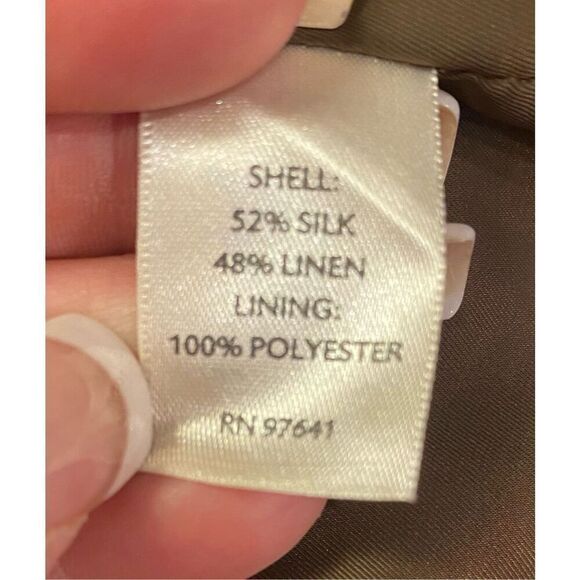 SHELL:
52% SILK
48% LINEN
LINING:
100% POLYESTER
RN 97641